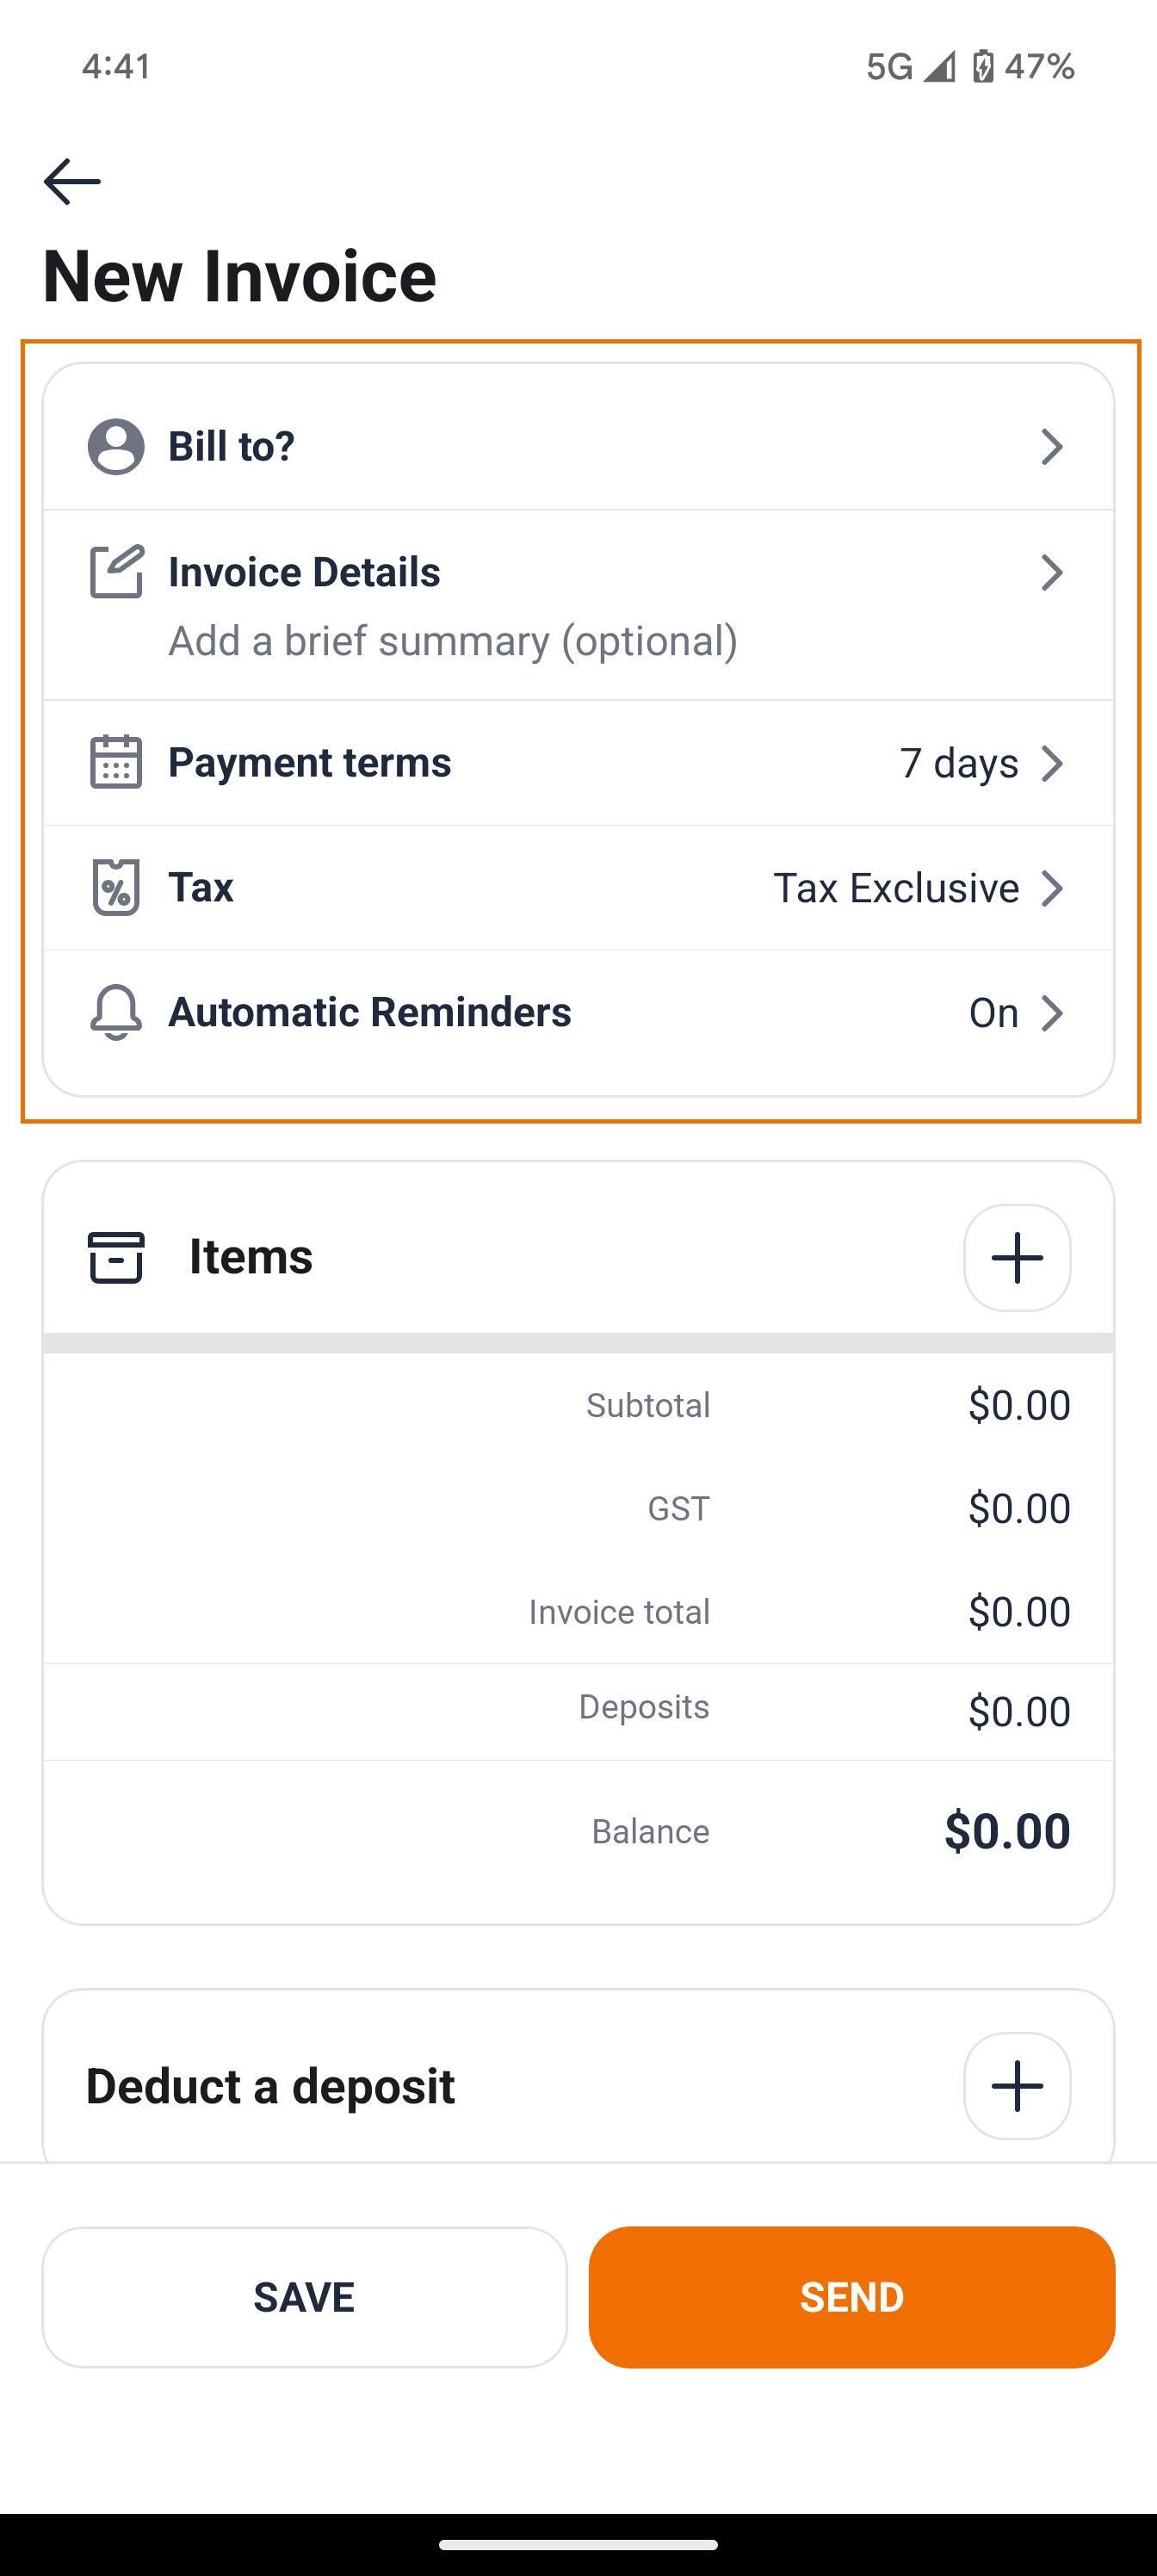 4:41 5G 47%
New Invoice
Bill to?
Invoice Details
Add a brief summary (optional)
Payment terms 7 days
Tax Tax Exclusive
Automatic Reminders On
Items
Subtotal $0.00
GST $0.00
Invoice total $0.00
Deposits $0.00
Balance $0.00
Deduct a deposit
SAVE SEND